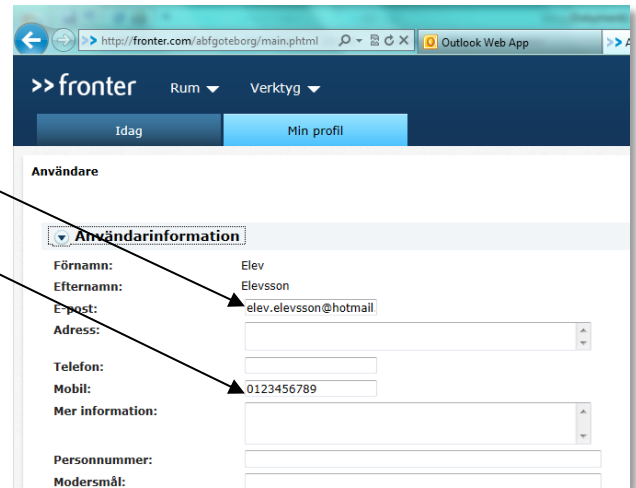 >> http://fronter.com/abfgoteborg/main.phtml
Outlook Web App
>> A
>>fronter Rum Verktyg
Idag Min profil
Användare
Användarinformation
Förnamn: Elev
Efternamn: Elevsson
E-post: elev.elevsson@hotmail
Adress:
Telefon:
Mobil: 0123456789
Mer information:
Personnummer:
Modersmål: